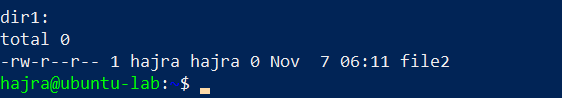 dir1:
total 0
-rw-r--r-- 1 hajra hajra 0 Nov  7 06:11 file2
hajra@ubuntu-lab:~$